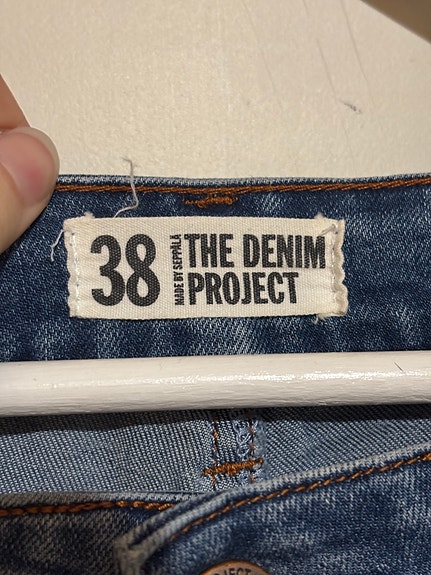 38
MADE BY SEPPÄLÄ
THE DENIM
PROJECT